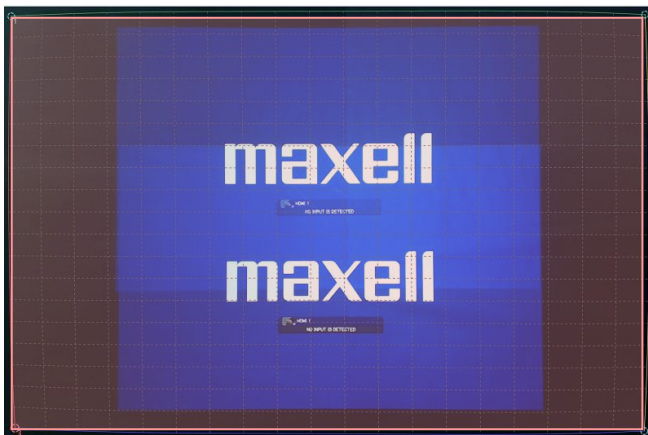 maxell
HDMI 1
NO INPUT IS DETECTED
maxell
HDMI 1
NO INPUT IS DETECTED